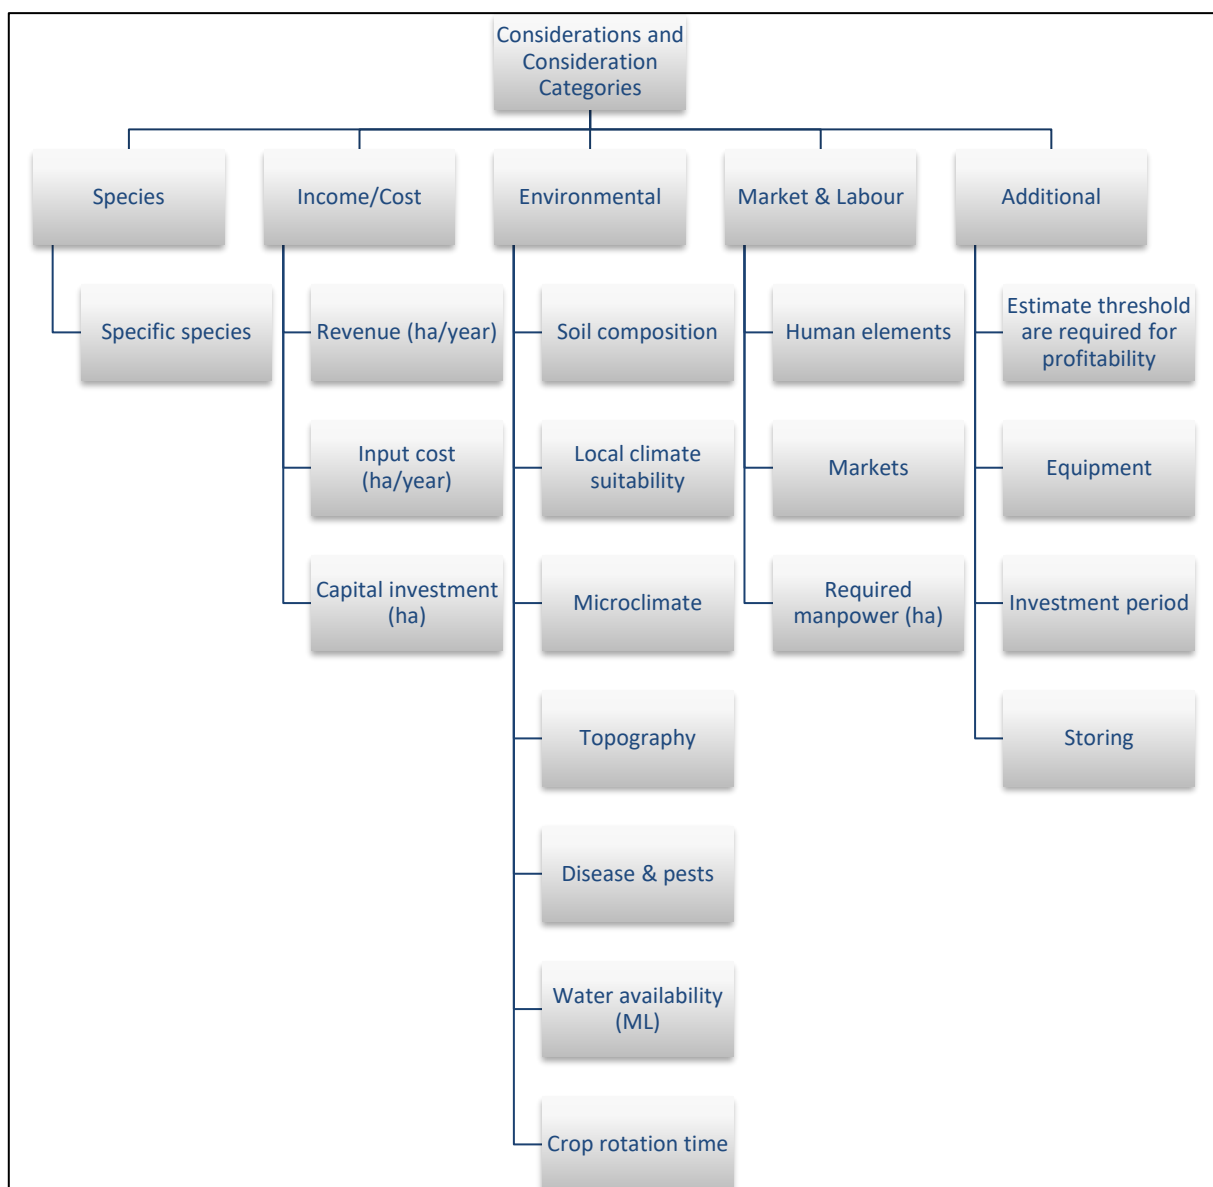 Considerations and
Consideration
Categories
Species
Income/Cost
Environmental
Market & Labour
Additional
Specific species
Revenue (ha/year)
Soil composition
Human elements
Estimate threshold
are required for
profitability
Input cost
(ha/year)
Local climate
suitability
Markets
Equipment
Capital investment
(ha)
Microclimate
Required
manpower (ha)
Investment period
Topography
Storing
Disease & pests
Water availability
(ML)
Crop rotation time